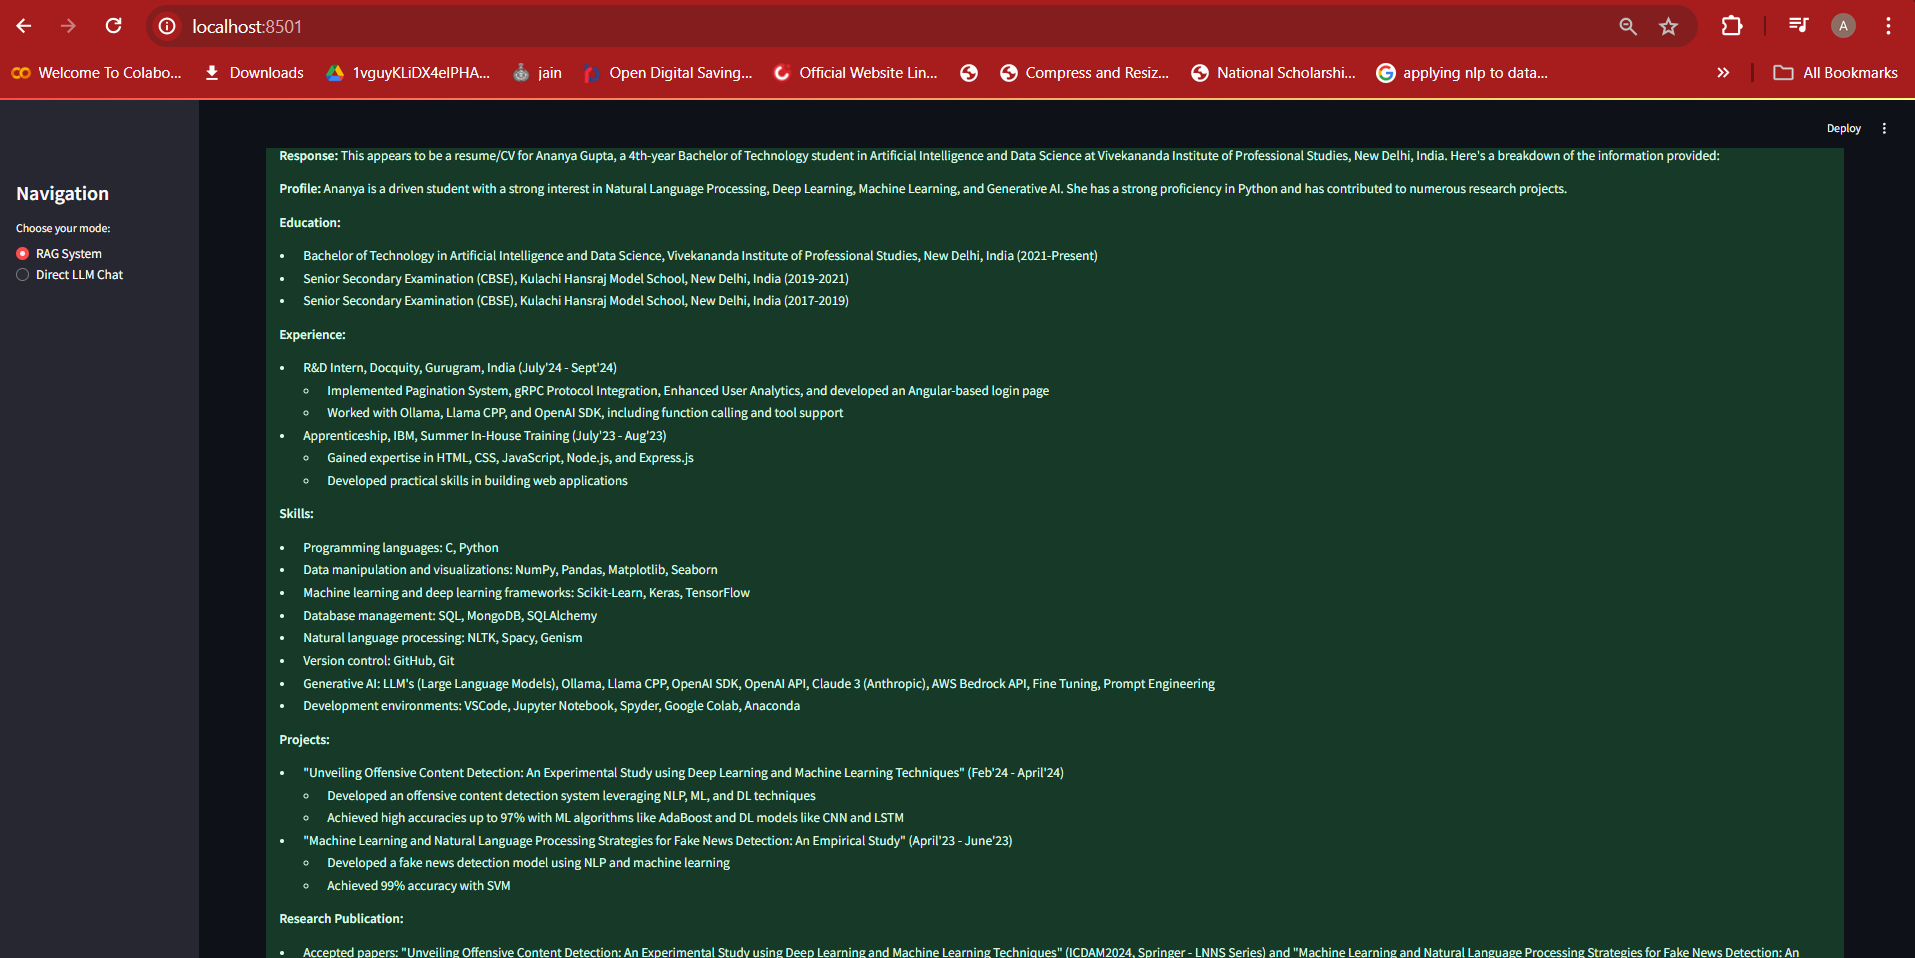 localhost:8501
A
Welcome To Colabo...
Downloads
1vguyKLiDX4eIPHA...
jain
Open Digital Saving...
Official Website Lin...
Compress and Resiz...
National Scholarshi...
applying nlp to data...
All Bookmarks
Deploy
Navigation
Choose your mode:
RAG System
Direct LLM Chat
Response: This appears to be a resume/CV for Ananya Gupta, a 4th-year Bachelor of Technology student in Artificial Intelligence and Data Science at Vivekananda Institute of Professional Studies, New Delhi, India. Here's a breakdown of the information provided:
Profile: Ananya is a driven student with a strong interest in Natural Language Processing, Deep Learning, Machine Learning, and Generative AI. She has a strong proficiency in Python and has contributed to numerous research projects.
Education:
• Bachelor of Technology in Artificial Intelligence and Data Science, Vivekananda Institute of Professional Studies, New Delhi, India (2021-Present)
• Senior Secondary Examination (CBSE), Kulachi Hansraj Model School, New Delhi, India (2019-2021)
• Senior Secondary Examination (CBSE), Kulachi Hansraj Model School, New Delhi, India (2017-2019)
Experience:
• R&D Intern, Docquity, Gurugram, India (July'24 - Sept'24)
◦ Implemented Pagination System, gRPC Protocol Integration, Enhanced User Analytics, and developed an Angular-based login page
◦ Worked with Ollama, Llama CPP, and OpenAI SDK, including function calling and tool support
• Apprenticeship, IBM, Summer In-House Training (July'23 - Aug'23)
◦ Gained expertise in HTML, CSS, JavaScript, Node.js, and Express.js
◦ Developed practical skills in building web applications
Skills:
• Programming languages: C, Python
• Data manipulation and visualizations: NumPy, Pandas, Matplotlib, Seaborn
• Machine learning and deep learning frameworks: Scikit-Learn, Keras, TensorFlow
• Database management: SQL, MongoDB, SQLAlchemy
• Natural language processing: NLTK, Spacy, Genism
• Version control: GitHub, Git
• Generative AI: LLM's (Large Language Models), Ollama, Llama CPP, OpenAI SDK, OpenAI API, Claude 3 (Anthropic), AWS Bedrock API, Fine Tuning, Prompt Engineering
• Development environments: VSCode, Jupyter Notebook, Spyder, Google Colab, Anaconda
Projects:
• "Unveiling Offensive Content Detection: An Experimental Study using Deep Learning and Machine Learning Techniques" (Feb'24 - April'24)
◦ Developed an offensive content detection system leveraging NLP, ML, and DL techniques
◦ Achieved high accuracies up to 97% with ML algorithms like AdaBoost and DL models like CNN and LSTM
• "Machine Learning and Natural Language Processing Strategies for Fake News Detection: An Empirical Study" (April'23 - June'23)
◦ Developed a fake news detection model using NLP and machine learning
◦ Achieved 99% accuracy with SVM
Research Publication:
• Accepted papers: "Unveiling Offensive Content Detection: An Experimental Study using Deep Learning and Machine Learning Techniques" (ICDAM2024, Springer - LNNS Series) and "Machine Learning and Natural Language Processing Strategies for Fake News Detection: An